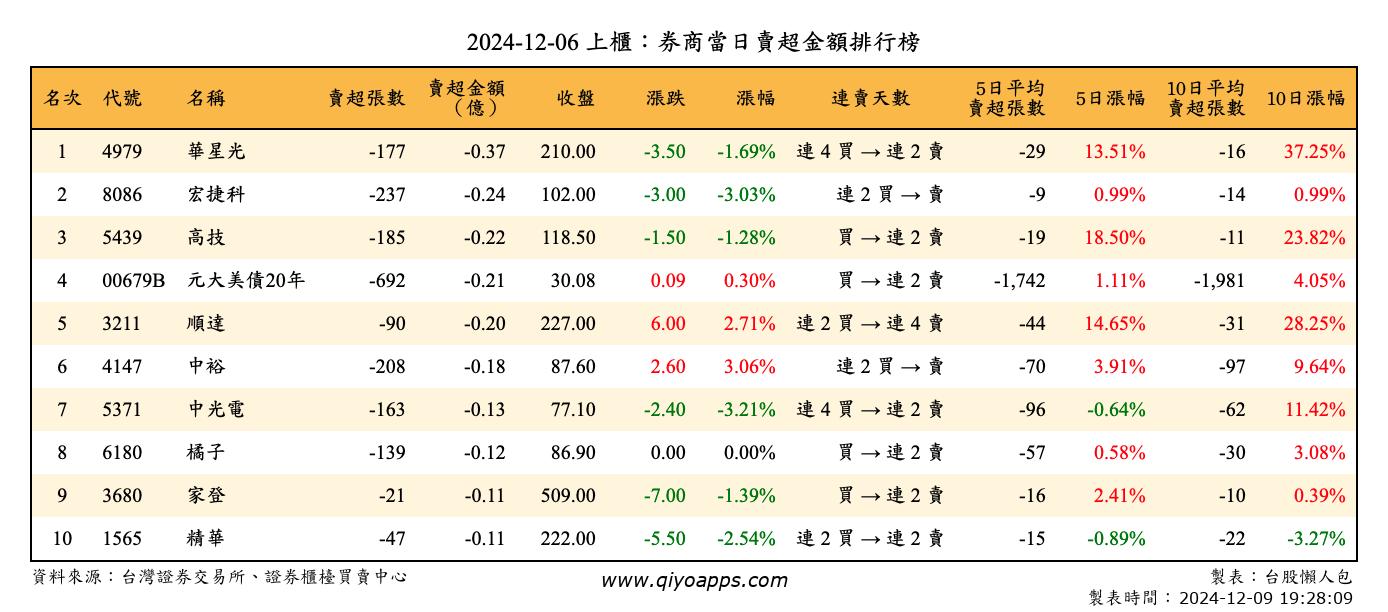 2024-12-06 上櫃：券商當日賣超金額排行榜
名次 代號 名稱 賣超張數 賣超金額（億） 收盤 漲跌 漲幅 連賣天數 5日平均賣超張數 5日漲幅 10日平均賣超張數 10日漲幅
1 4979 華星光 -177 -0.37 210.00 -3.50 -1.69% 連 4 買 → 連 2 賣 -29 13.51% -16 37.25%
2 8086 宏捷科 -237 -0.24 102.00 -3.00 -3.03% 連 2 買 → 賣 -9 0.99% -14 0.99%
3 5439 高技 -185 -0.22 118.50 -1.50 -1.28% 買 → 連 2 賣 -19 18.50% -11 23.82%
4 00679B 元大美債20年 -692 -0.21 30.08 0.09 0.30% 買 → 連 2 賣 -1,742 1.11% -1,981 4.05%
5 3211 順達 -90 -0.20 227.00 6.00 2.71% 連 2 買 → 連 4 賣 -44 14.65% -31 28.25%
6 4147 中裕 -208 -0.18 87.60 2.60 3.06% 連 2 買 → 賣 -70 3.91% -97 9.64%
7 5371 中光電 -163 -0.13 77.10 -2.40 -3.21% 連 4 買 → 連 2 賣 -96 -0.64% -62 11.42%
8 6180 橘子 -139 -0.12 86.90 0.00 0.00% 買 → 連 2 賣 -57 0.58% -30 3.08%
9 3680 家登 -21 -0.11 509.00 -7.00 -1.39% 買 → 連 2 賣 -16 2.41% -10 0.39%
10 1565 精華 -47 -0.11 222.00 -5.50 -2.54% 連 2 買 → 連 2 賣 -15 -0.89% -22 -3.27%
資料來源：台灣證券交易所、證券櫃檯買賣中心 www.qiyoapps.com 製表：台股懶人包
製表時間：2024-12-09 19:28:09